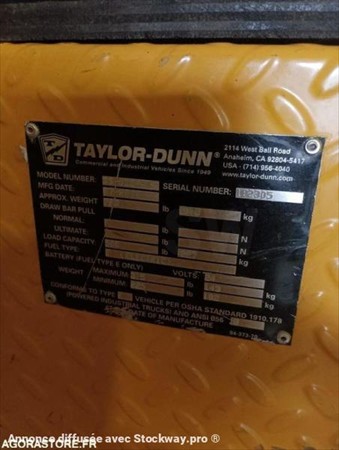 TAYLOR-DUNN®
Commercial and Industrial Vehicles Since 1949
2114 West Ball Road
Anaheim, CA 92804-5417
USA - (714) 956-4040
www.taylor-dunn.com
MODEL NUMBER:
MFG DATE: SERIAL NUMBER:
APPROX. WEIGHT: lb kg
DRAW BAR PULL
NORMAL: lb N
ULTIMATE: lb N
LOAD CAPACITY: lb kg
FUEL TYPE:
BATTERY (FUEL TYPE E ONLY) VOLTS
WEIGHT MAXIMUM lb kg
MINIMUM lb kg
CONFORMS TO TYPE VEHICLE PER OSHA STANDARD 1910.178
(POWERED INDUSTRIAL TRUCKS) AND ANSI B56
DATE OF MANUFACTURE
AGORASTORE.FR
Annonce diffusée avec Stockway.pro ®